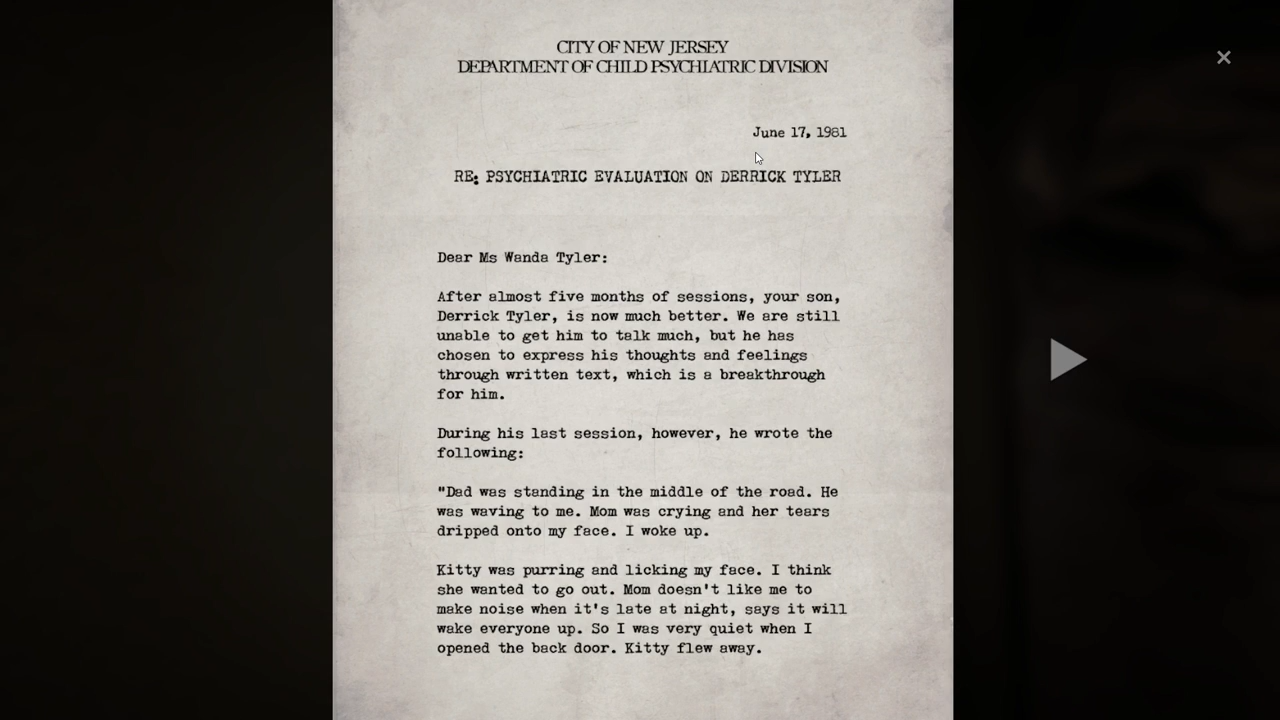 CITY OF NEW JERSEY
DEPARTMENT OF CHILD PSYCHIATRIC DIVISION
June 17, 1981
RE: PSYCHIATRIC EVALUATION ON DERRICK TYLER
Dear Ms Wanda Tyler:
After almost five months of sessions, your son,
Derrick Tyler, is now much better. We are still
unable to get him to talk much, but he has
chosen to express his thoughts and feelings
through written text, which is a breakthrough
for him.
During his last session, however, he wrote the
following:
"Dad was standing in the middle of the road. He
was waving to me. Mom was crying and her tears
dripped onto my face. I woke up.
Kitty was purring and licking my face. I think
she wanted to go out. Mom doesn't like me to
make noise when it's late at night, says it will
wake everyone up. So I was very quiet when I
opened the back door. Kitty flew away.